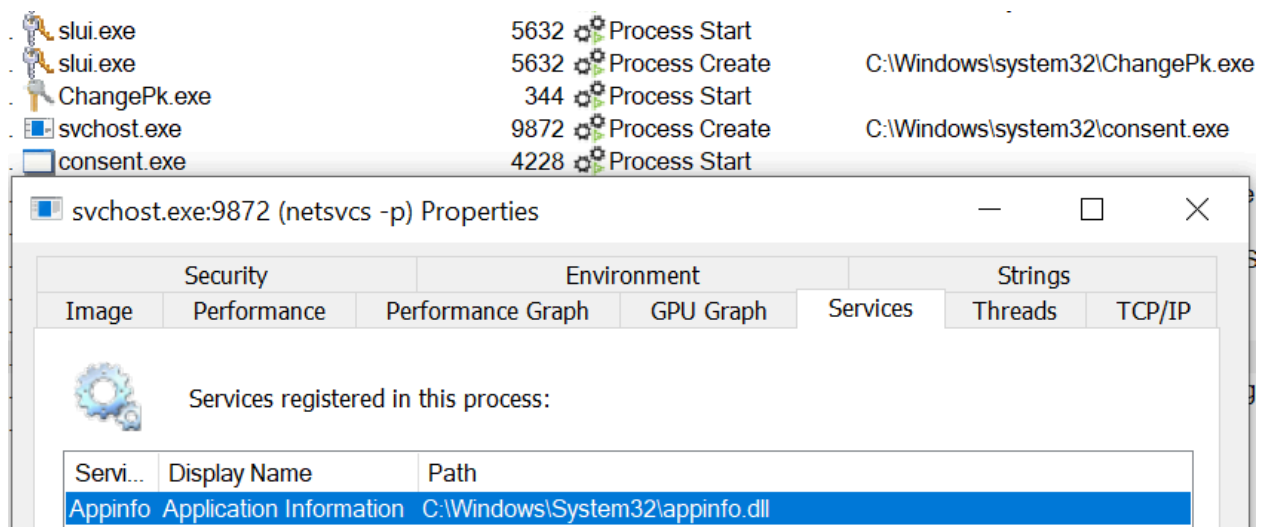 . slui.exe 5632 Process Start
. slui.exe 5632 Process Create C:\Windows\system32\ChangePk.exe
. ChangePk.exe 344 Process Start
. svchost.exe 9872 Process Create C:\Windows\system32\consent.exe
. consent.exe 4228 Process Start
svchost.exe:9872 (netsvcs -p) Properties
Security Environment Strings
Image Performance Performance Graph GPU Graph Services Threads TCP/IP
Services registered in this process:
Servi... Display Name Path
Appinfo Application Information C:\Windows\System32\appinfo.dll